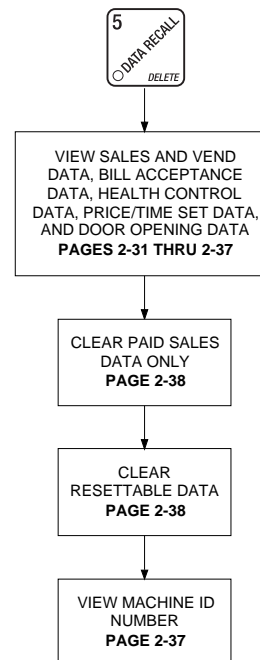 5
DATA RECALL
DELETE
VIEW SALES AND VEND
DATA, BILL ACCEPTANCE
DATA, HEALTH CONTROL
DATA, PRICE/TIME SET DATA,
AND DOOR OPENING DATA
PAGES 2-31 THRU 2-37
CLEAR PAID SALES
DATA ONLY
PAGE 2-38
CLEAR
RESETTABLE DATA
PAGE 2-38
VIEW MACHINE ID
NUMBER
PAGE 2-37